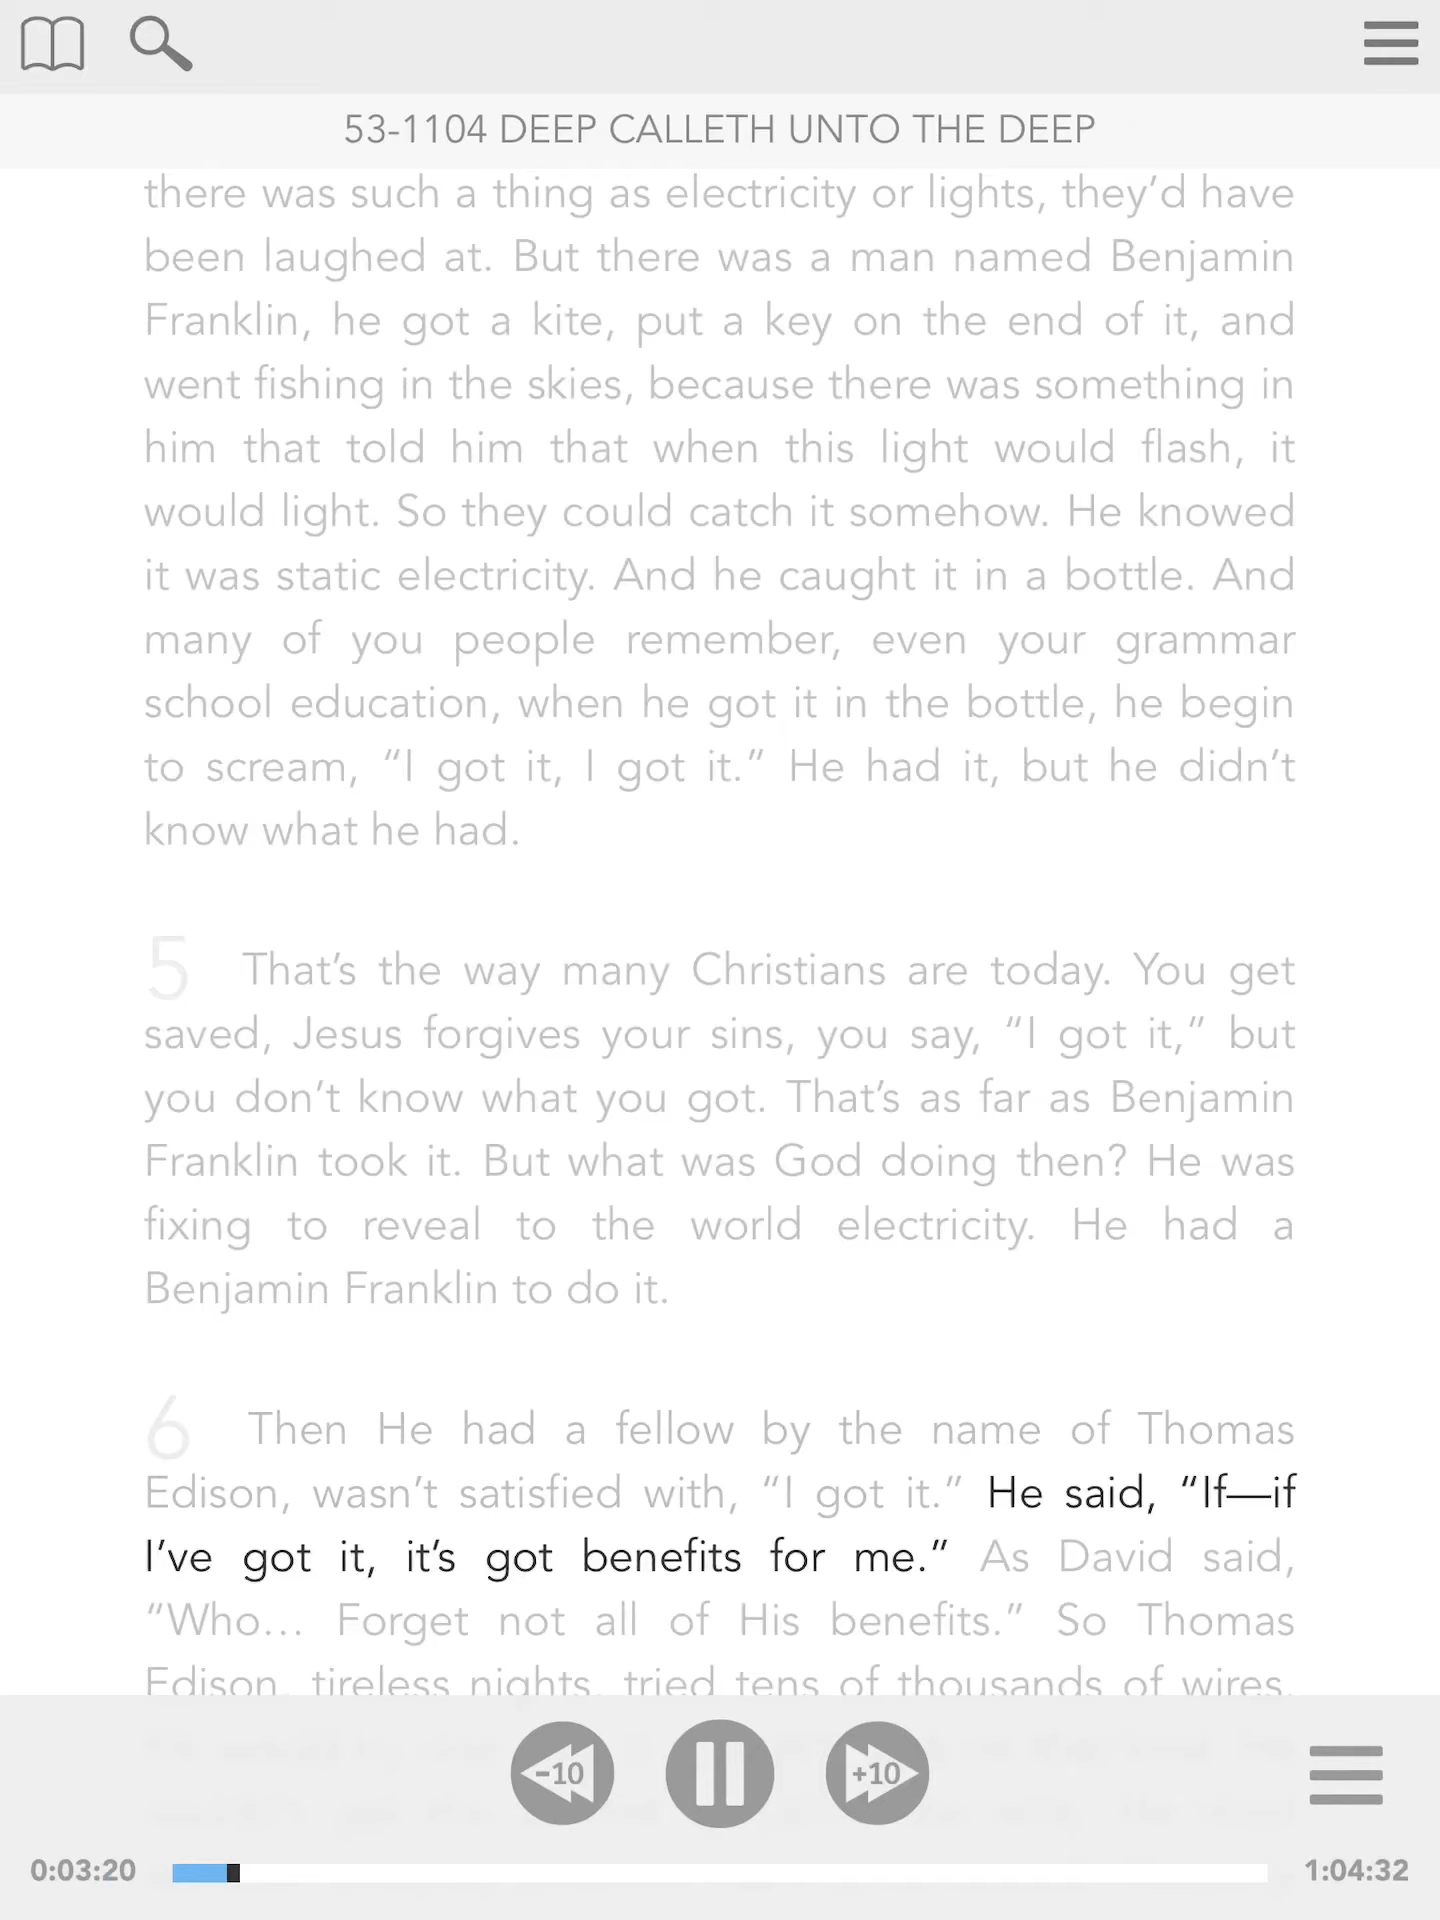 53-1104 DEEP CALLETH UNTO THE DEEP
there was such a thing as electricity or lights, they’d have
been laughed at. But there was a man named Benjamin
Franklin, he got a kite, put a key on the end of it, and
went fishing in the skies, because there was something in
him that told him that when this light would flash, it
would light. So they could catch it somehow. He knowed
it was static electricity. And he caught it in a bottle. And
many of you people remember, even your grammar
school education, when he got it in the bottle, he begin
to scream, “I got it, I got it.” He had it, but he didn’t
know what he had.
5 That’s the way many Christians are today. You get
saved, Jesus forgives your sins, you say, “I got it,” but
you don’t know what you got. That’s as far as Benjamin
Franklin took it. But what was God doing then? He was
fixing to reveal to the world electricity. He had a
Benjamin Franklin to do it.
6 Then He had a fellow by the name of Thomas
Edison, wasn’t satisfied with, “I got it.” He said, “If—if
I’ve got it, it’s got benefits for me.” As David said,
“Who… Forget not all of His benefits.” So Thomas
Edison, tireless nights, tried tens of thousands of wires,
-10 +10
0:03:20 1:04:32